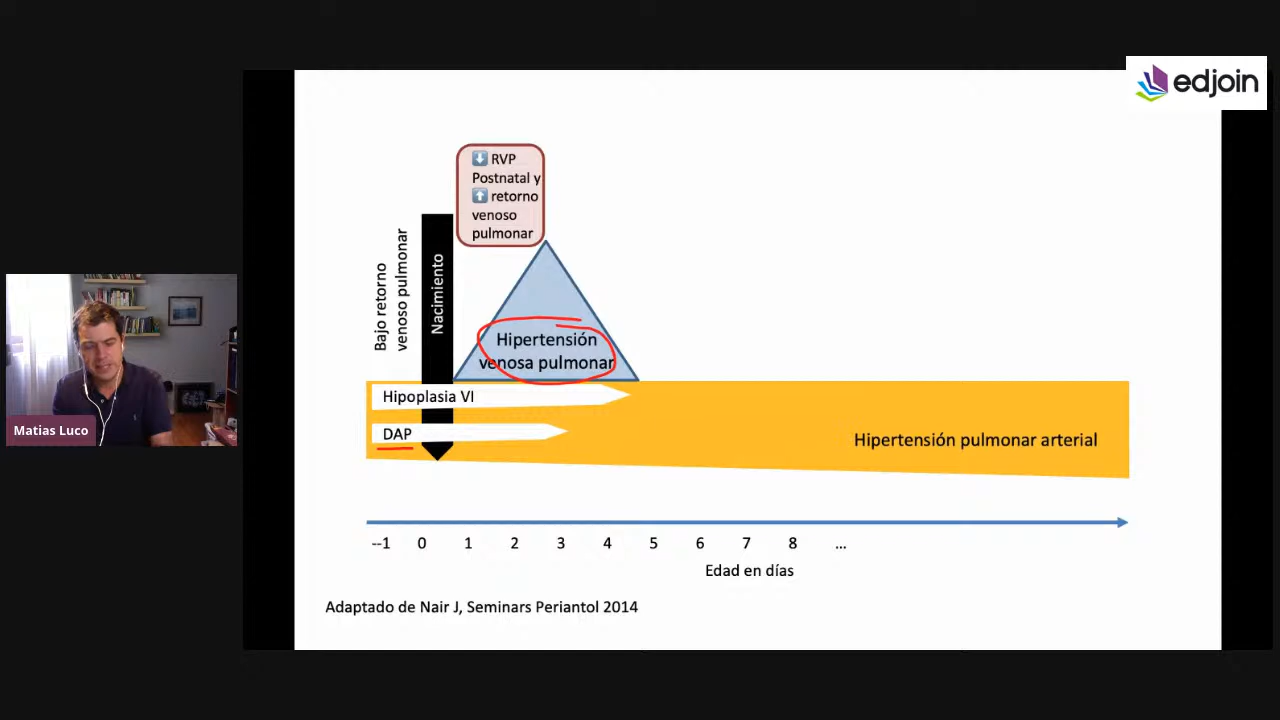 edjoin
⬇ RVP
Postnatal y
⬆ retorno
venoso
pulmonar
Bajo retorno
venoso pulmonar
Nacimiento
Hipertensión
venosa pulmonar
Hipoplasia VI
DAP
Hipertensión pulmonar arterial
Matias Luco
--1 0 1 2 3 4 5 6 7 8 ...
Edad en días
Adaptado de Nair J, Seminars Periantol 2014